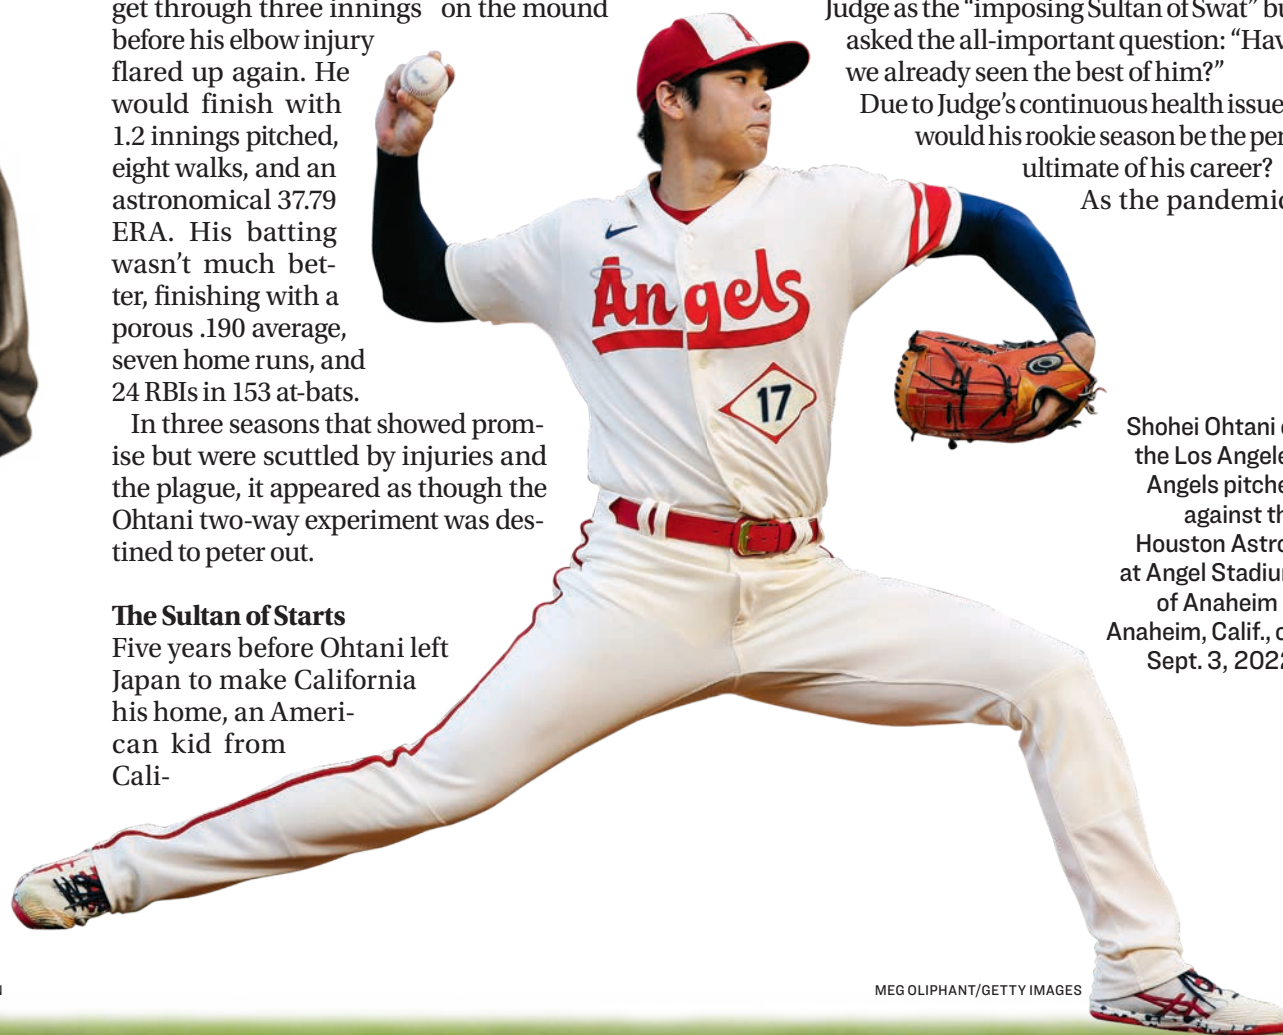 get through three innings
before his elbow injury
flared up again. He
would finish with
1.2 innings pitched,
eight walks, and an
astronomical 37.79
ERA. His batting
wasn't much bet-
ter, finishing with a
porous .190 average,
seven home runs, and
24 RBIs in 153 at-bats.
In three seasons that showed prom-
ise but were scuttled by injuries and
the plague, it appeared as though the
Ohtani two-way experiment was des-
tined to peter out.
The Sultan of Starts
Five years before Ohtani left
Japan to make California
his home, an Ameri-
can kid from
Cali-
on the mound
A
Angels
17
Judge as the “imposing Sultan of Swat” bu
asked the all-important question: “Hav
we already seen the best of him?”
Due to Judge's continuous health issue
would his rookie season be the pen
ultimate of his career?
As the pandemic
Shohei Ohtani
the Los Angele
Angels pitche
against th
Houston Astro
at Angel Stadiu
of Anaheim
Anaheim, Calif., o
Sept. 3, 2022
MEG OLIPHANT/GETTY IMAGES